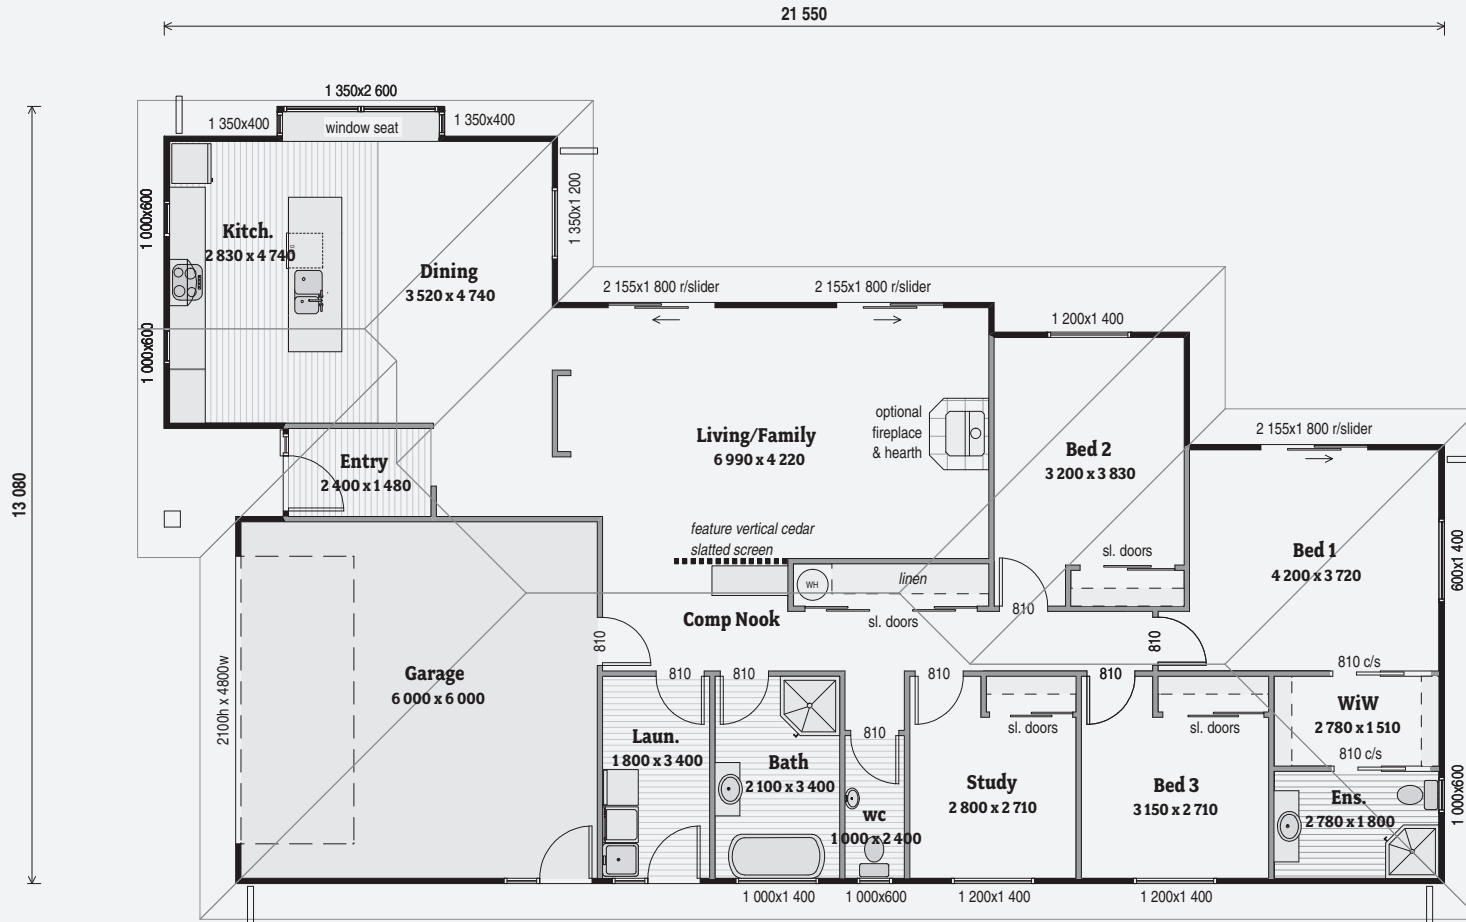 21 550
1 350x2 600
1 350x400
window seat
1 350x400
1 000x600
Kitch.
2 830 x 4 740
1 350x1 200
Dining
3 520 x 4 740
2 155x1 800 r/slider
2 155x1 800 r/slider
1 200x1 400
1 000x600
optional
fireplace
& hearth
Living/Family
6 990 x 4 220
Bed 2
3 200 x 3 830
2 155x1 800 r/slider
Entry
2 400 x 1 480
13 080
feature vertical cedar
slatted screen
WH
linen
sl. doors
sl. doors
810
Bed 1
4 200 x 3 720
600x1 400
Comp Nook
810
810
2100h x 4800w
Garage
6 000 x 6 000
810
810
810
810
810 c/s
Laun.
1 800 x 3 400
Bath
2 100 x 3 400
810
sl. doors
sl. doors
WiW
2 780 x 1 510
810 c/s
wc
1 000 x 2 400
Study
2 800 x 2 710
Bed 3
3 150 x 2 710
Ens.
2 780 x 1 800
1 000x600
1 000x1 400
1 000x600
1 200x1 400
1 200x1 400